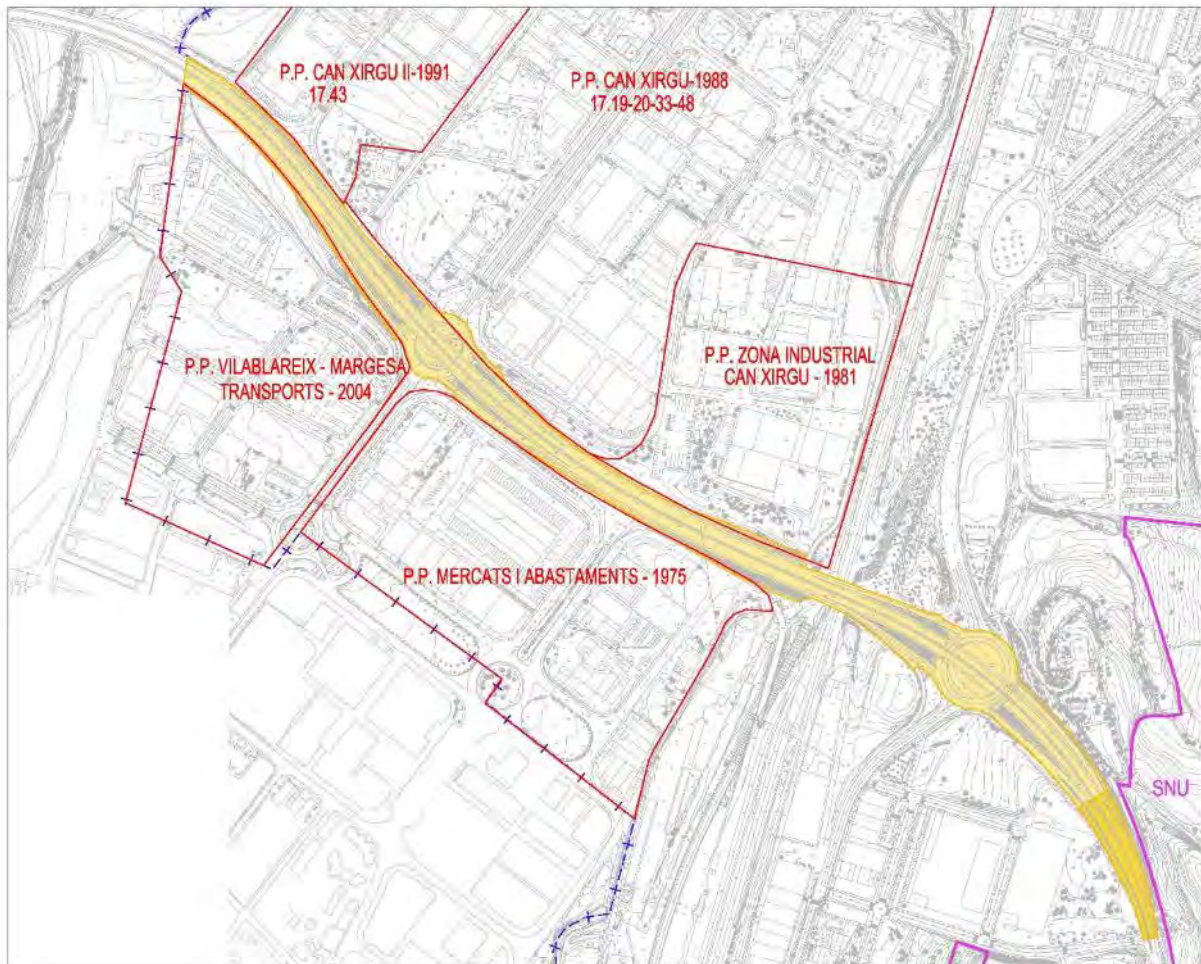 P.P. CAN XIRGU II-1991
17.43
P.P. CAN XIRGU-1988
17.19-20-33-48
P.P. ZONA INDUSTRIAL
CAN XIRGU - 1981
P.P. VILABLAREIX - MARGESA
TRANSPORTS - 2004
P.P. MERCATS I ABASTAMENTS - 1975
SNU